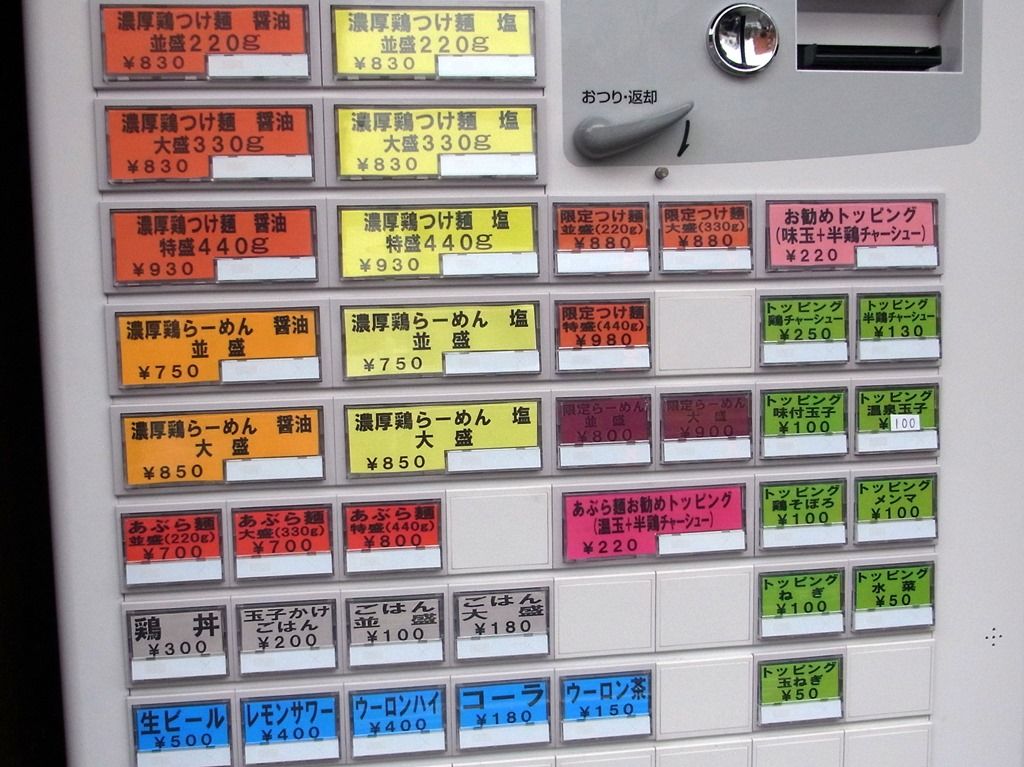 濃厚鶏つけ麺 醤油
並盛220g
¥830
濃厚鶏つけ麺 塩
並盛220g
¥830
おつり・返却
濃厚鶏つけ麺 醤油
大盛330g
¥830
濃厚鶏つけ麺 塩
大盛330g
¥830
濃厚鶏つけ麺 醤油
特盛440g
¥930
濃厚鶏つけ麺 塩
特盛440g
¥930
限定つけ麺
並盛(220g)
¥880
限定つけ麺
大盛(330g)
¥880
お勧めトッピング
(味玉+半鶏チャーシュー)
¥220
濃厚鶏らーめん 醤油
並盛
¥750
濃厚鶏らーめん 塩
並盛
¥750
限定つけ麺
特盛(440g)
¥980
トッピング
鶏チャーシュー
¥250
トッピング
半鶏チャーシュー
¥130
濃厚鶏らーめん 醤油
大盛
¥850
濃厚鶏らーめん 塩
大盛
¥850
限定らーめん
並盛
¥800
限定らーめん
大盛
¥900
トッピング
味付玉子
¥100
トッピング
温泉玉子
¥100
あぶら麺
並盛(220g)
¥700
あぶら麺
大盛(330g)
¥700
あぶら麺
特盛(440g)
¥800
あぶら麺お勧めトッピング
(温玉+半鶏チャーシュー)
¥220
トッピング
鶏そぼろ
¥100
トッピング
メンマ
¥100
鶏丼
¥300
玉子かけ
ごはん
¥200
ごはん
並盛
¥100
ごはん
大盛
¥180
トッピング
ねぎ
¥100
トッピング
水菜
¥50
生ビール
¥500
レモンサワー
¥400
ウーロンハイ
¥400
コーラ
¥180
ウーロン茶
¥150
トッピング
玉ねぎ
¥50